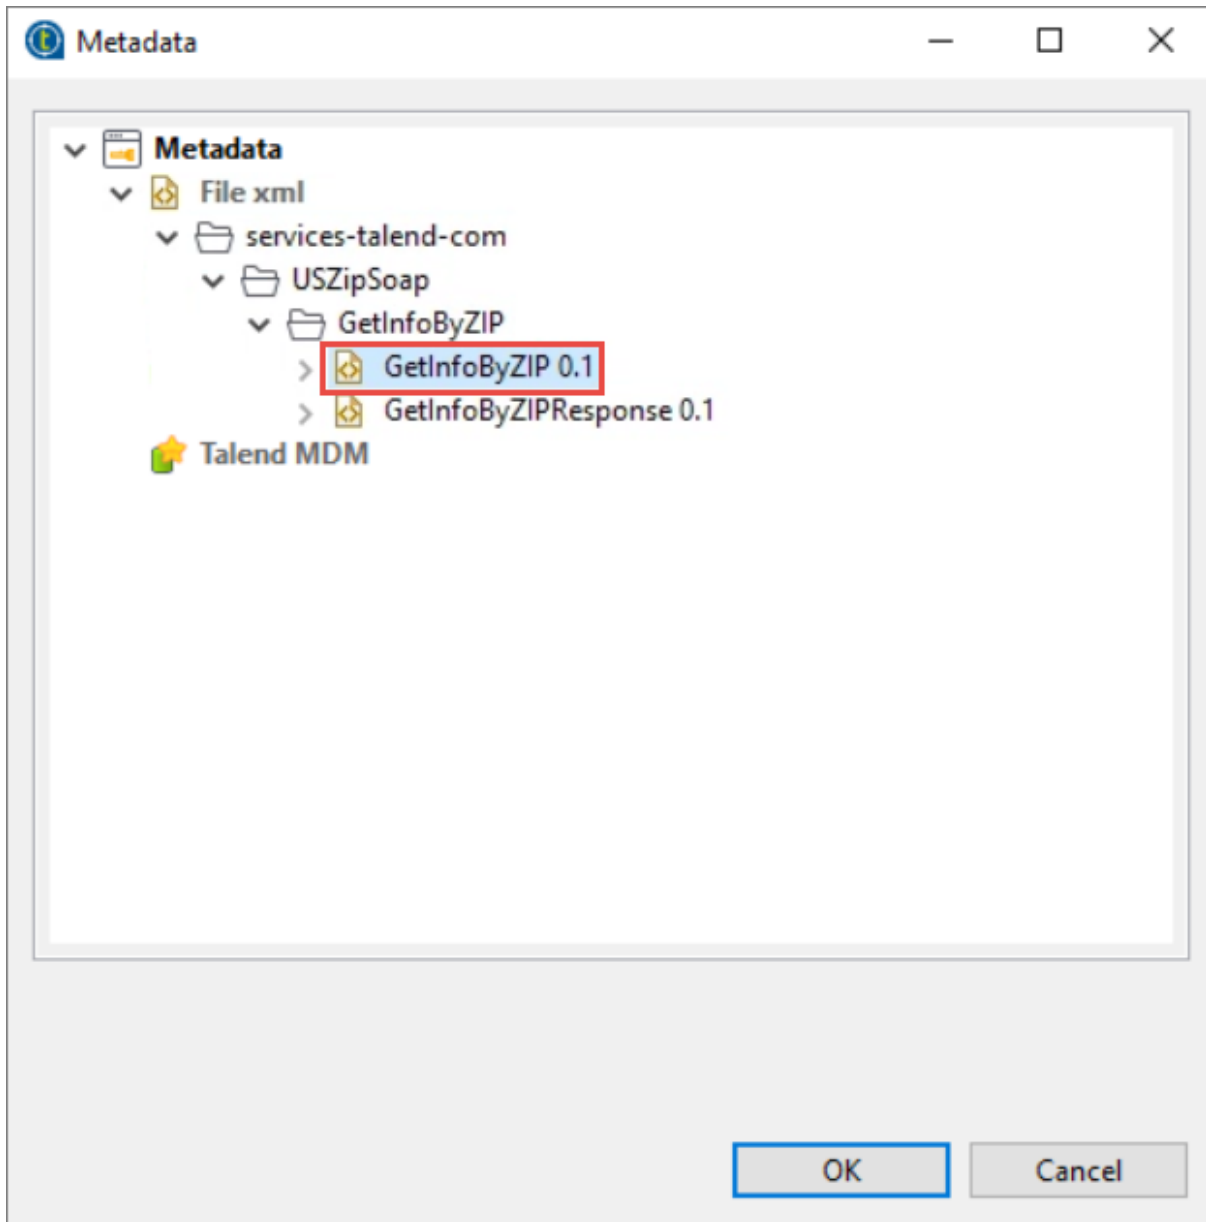 Metadata
Metadata
File xml
services-talend-com
USZipSoap
GetInfoByZIP
GetInfoByZIP 0.1
GetInfoByZIPResponse 0.1
Talend MDM
OK Cancel